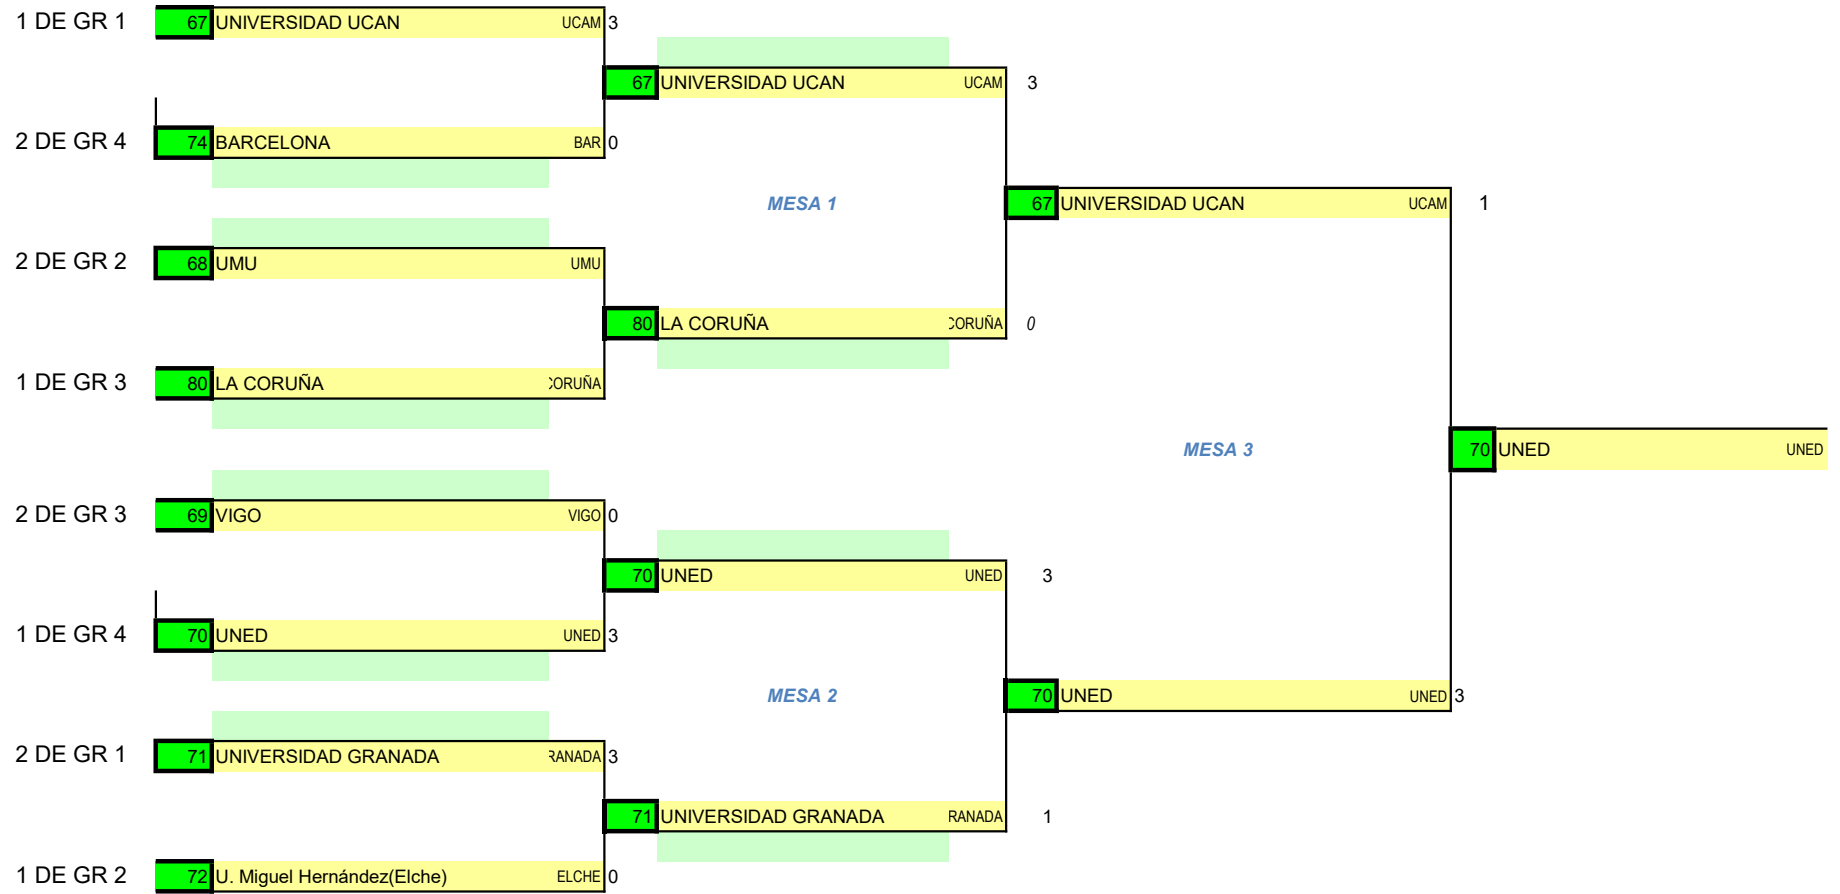 1 DE GR 1 67 UNIVERSIDAD UCAN UCAM 3
67 UNIVERSIDAD UCAN UCAM 3
2 DE GR 4 74 BARCELONA BAR 0
MESA 1
67 UNIVERSIDAD UCAN UCAM 1
2 DE GR 2 68 UMU UMU
80 LA CORUÑA CORUÑA 0
1 DE GR 3 80 LA CORUÑA CORUÑA
MESA 3
70 UNED UNED
2 DE GR 3 69 VIGO VIGO 0
70 UNED UNED 3
1 DE GR 4 70 UNED UNED 3
MESA 2
70 UNED UNED 3
2 DE GR 1 71 UNIVERSIDAD GRANADA RANADA 3
71 UNIVERSIDAD GRANADA RANADA 1
1 DE GR 2 72 U. Miguel Hernández(Elche) ELCHE 0